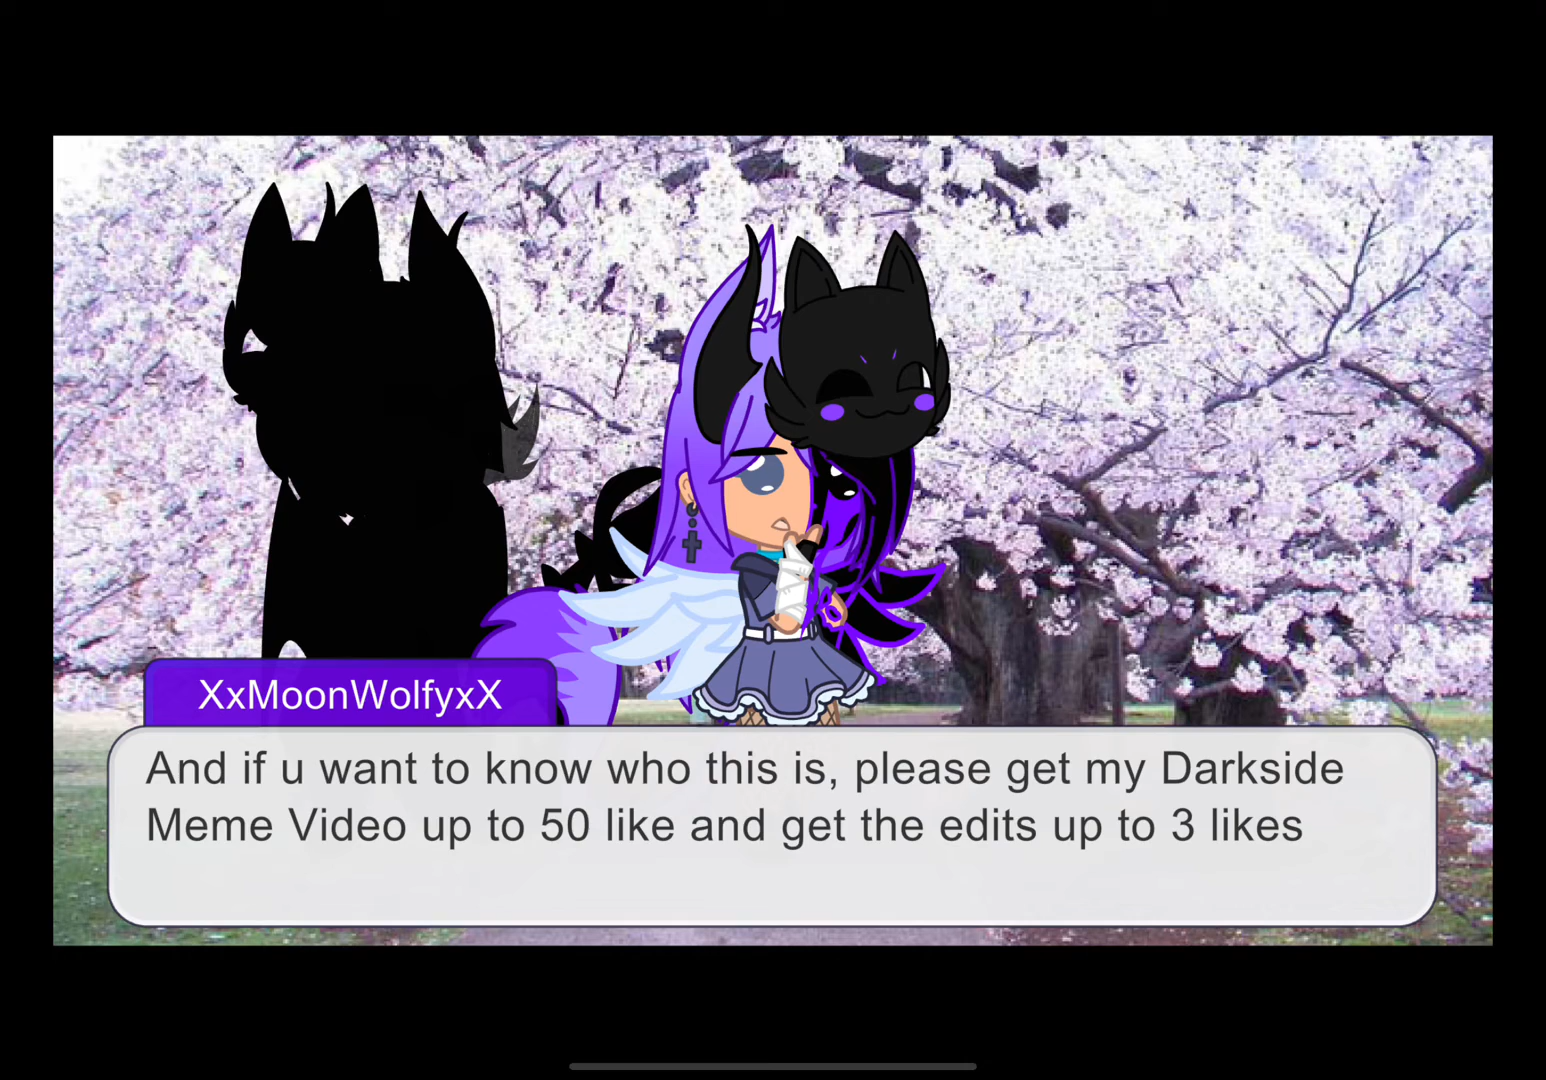 XxMoonWolfyxX
And if u want to know who this is, please get my Darkside
Meme Video up to 50 like and get the edits up to 3 likes